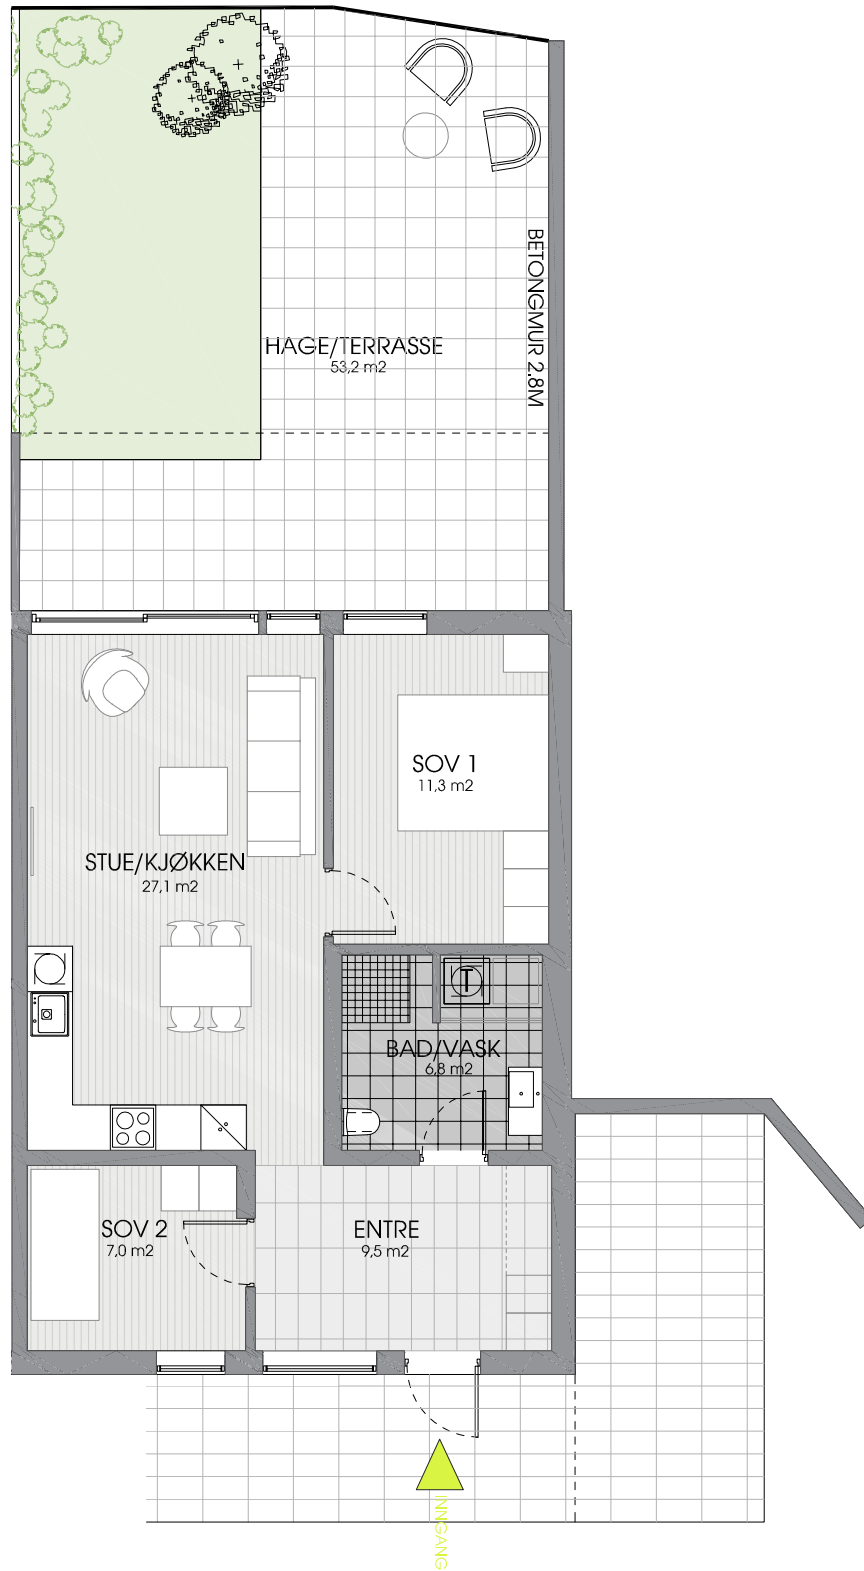 BETONGMUR 2.8M
HAGE/TERRASSE
53,2 m2
SOV 1
11,3 m2
STUE/KJØKKEN
27,1 m2
T
BAD/VASK
6,8 m2
SOV 2
7,0 m2
ENTRE
9,5 m2
INNGANG